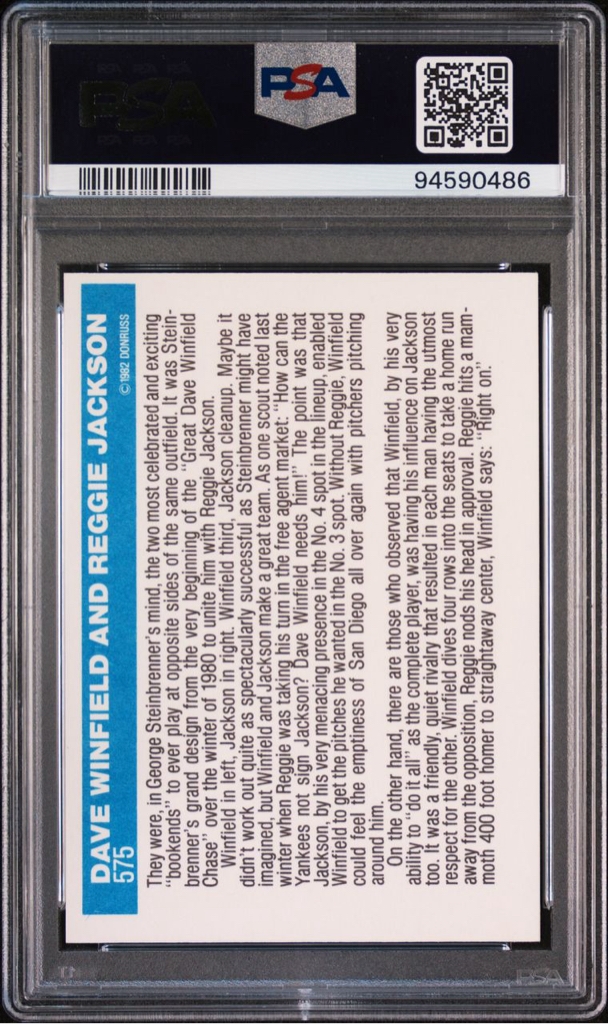 PSA
PSA
94590486
DAVE WINFIELD AND REGGIE JACKSON
575
©1982 DONRUSS
They were, in George Steinbrenner's mind, the two most celebrated and exciting
"bookends" to ever play at opposite sides of the same outfield. It was Stein-
brenner's grand design from the very beginning of the "Great Dave Winfield
Chase" over the winter of 1980 to unite him with Reggie Jackson.
Winfield in left, Jackson in right. Winfield third, Jackson cleanup. Maybe it
didn't work out quite as spectacularly successful as Steinbrenner might have
imagined, but Winfield and Jackson make a great team. As one scout noted last
winter when Reggie was taking his turn in the free agent market: "How can the
Yankees not sign Jackson? Dave Winfield needs him!" The point was that
Jackson, by his very menacing presence in the No. 4 spot in the lineup, enabled
Winfield to get the pitches he wanted in the No. 3 spot. Without Reggie, Winfield
could feel the emptiness of San Diego all over again with pitchers pitching
around him.
On the other hand, there are those who observed that Winfield, by his very
ability to "do it all" as the complete player, was having his influence on Jackson
too. It was a friendly, quiet rivalry that resulted in each man having the utmost
respect for the other. Winfield dives four rows into the seats to take a home run
away from the opposition, Reggie nods his head in approval. Reggie hits a mam-
moth 400 foot homer to straightaway center, Winfield says: "Right on."
PSA